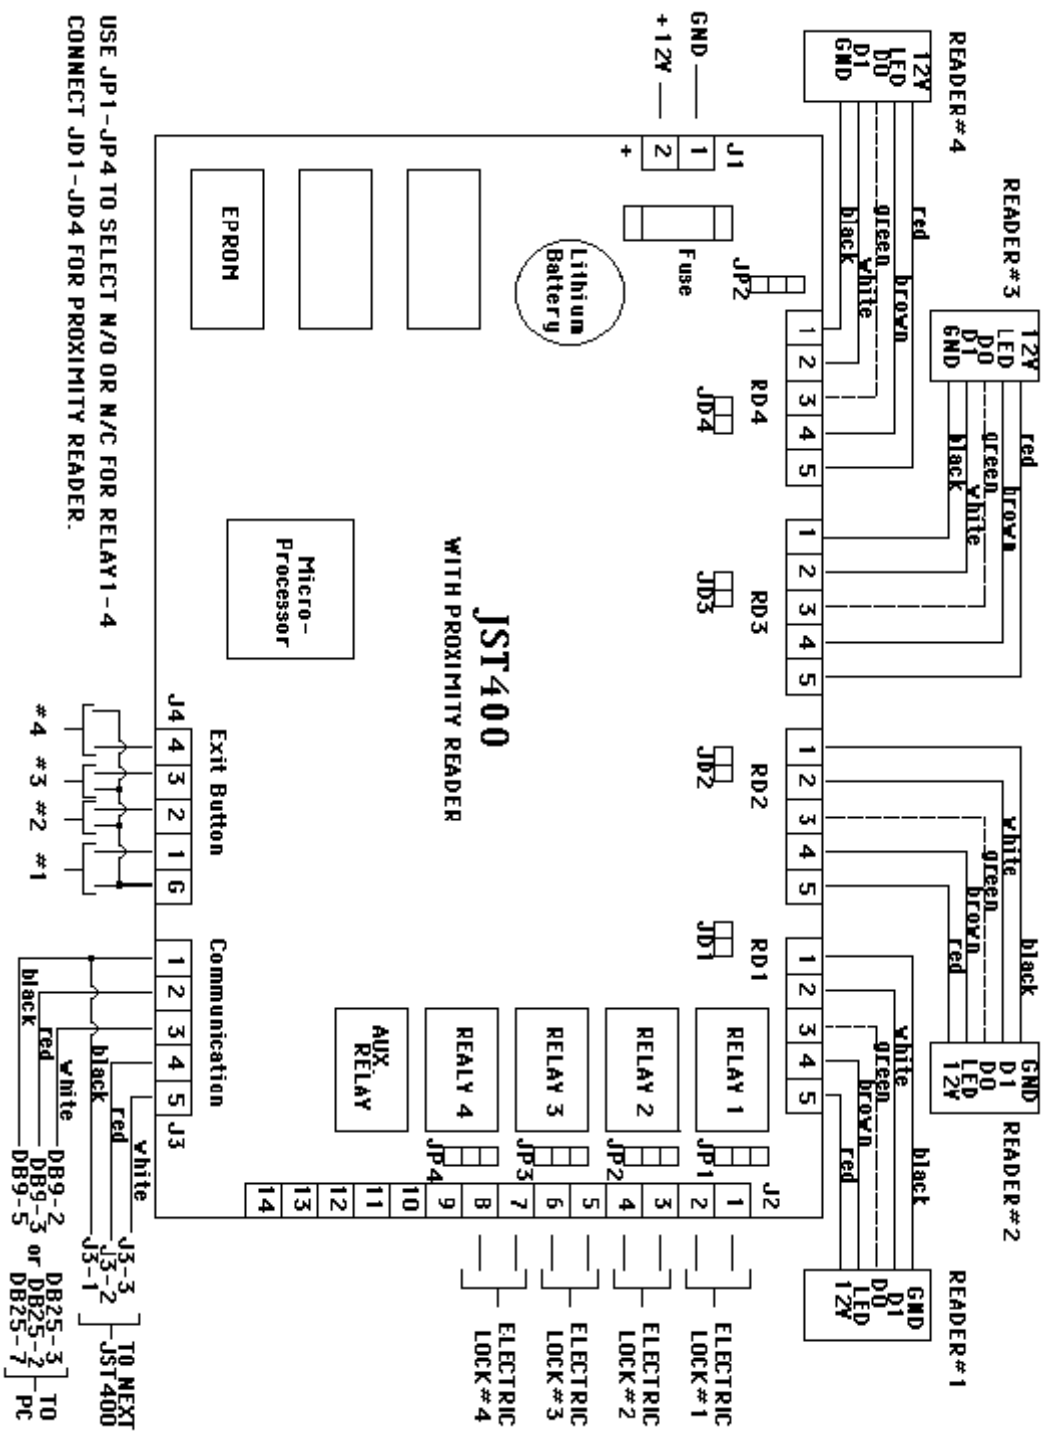 READER#4
12V
LED
D0
D1
GND
red
brown
green
white
black
READER#3
12V
LED
D0
D1
GND
red
brown
green
white
black
READER#2
GND
D1
D0
LED
12V
black
white
green
brown
red
READER#1
GND
D1
D0
LED
12V
black
white
green
brown
red
GND
+12V
J1
1
2
+
Fuse
JP2
Lithium
Battery
EPROM
1
2
3
4
5
RD4
JD4
1
2
3
4
5
RD3
JD3
1
2
3
4
5
RD2
JD2
1
2
3
4
5
RD1
JD1
JST400
WITH PROXIMITY READER
Micro-
Processor
RELAY 1
RELAY 2
RELAY 3
REALY 4
AUX.
RELAY
JP1
JP2
JP3
JP4
J2
1
2
3
4
5
6
7
8
9
10
11
12
13
14
ELECTRIC
LOCK#1
ELECTRIC
LOCK#2
ELECTRIC
LOCK#3
ELECTRIC
LOCK#4
Exit Button
J4
4
3
2
1
G
#4
#3
#2
#1
Communication
1
2
3
4
5
J3
white
red
black
white
red
black
J3-3
J3-2
J3-1
TO NEXT
JST400
DB9-2
DB9-3
DB9-5
or
DB25-3
DB25-2
DB25-7
TO
PC
USE JP1-JP4 TO SELECT N/O OR N/C FOR RELAY1-4
CONNECT JD1-JD4 FOR PROXIMITY READER.